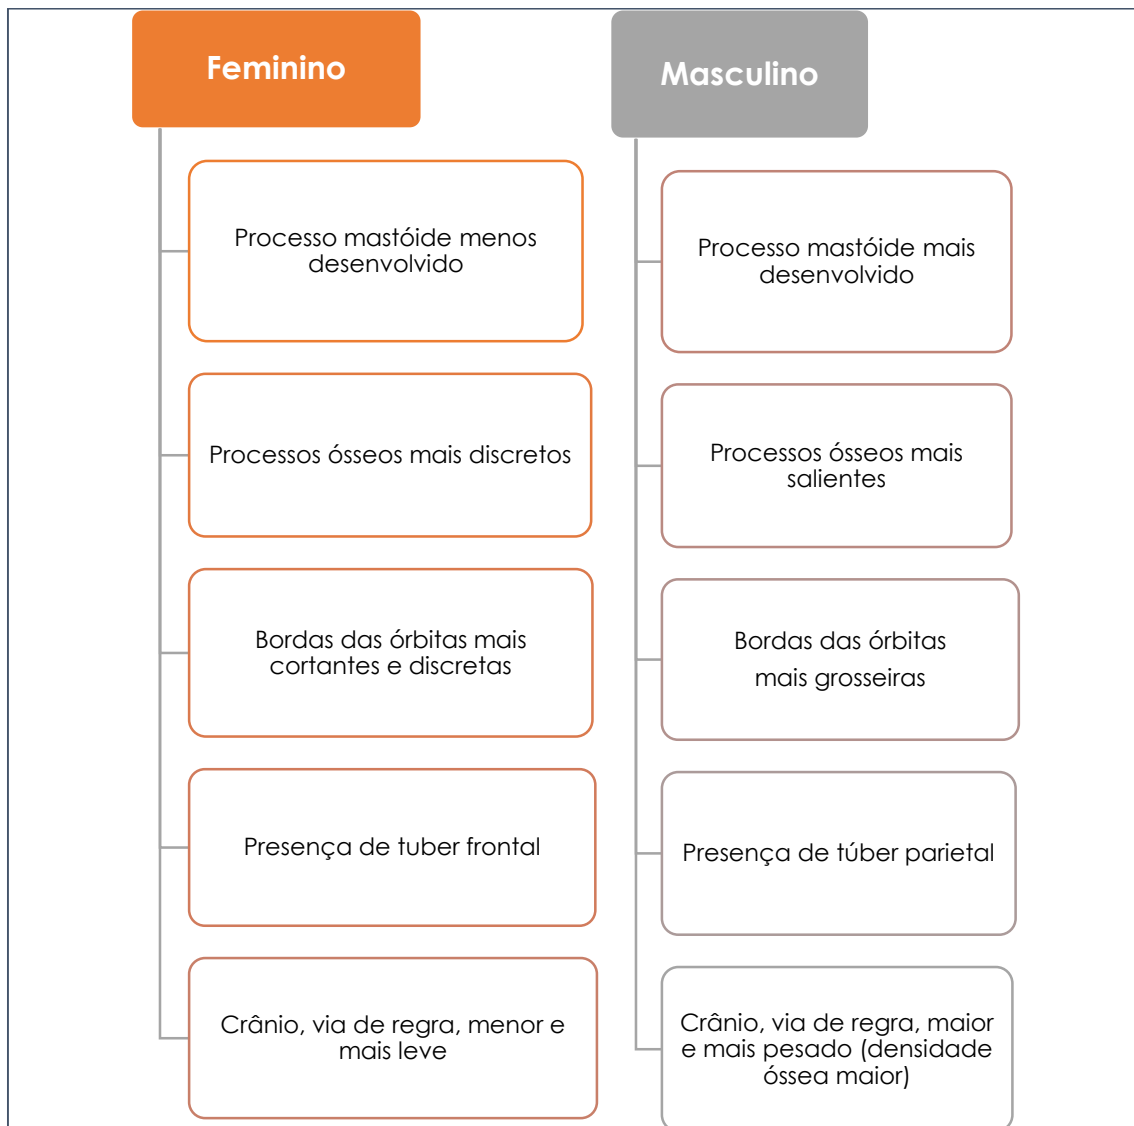 Feminino
Processo mastóide menos
desenvolvido
Processos ósseos mais discretos
Bordas das órbitas mais
cortantes e discretas
Presença de tuber frontal
Crânio, via de regra, menor e
mais leve
Masculino
Processo mastóide mais
desenvolvido
Processos ósseos mais
salientes
Bordas das órbitas
mais grosseiras
Presença de túber parietal
Crânio, via de regra, maior
e mais pesado (densidade
óssea maior)